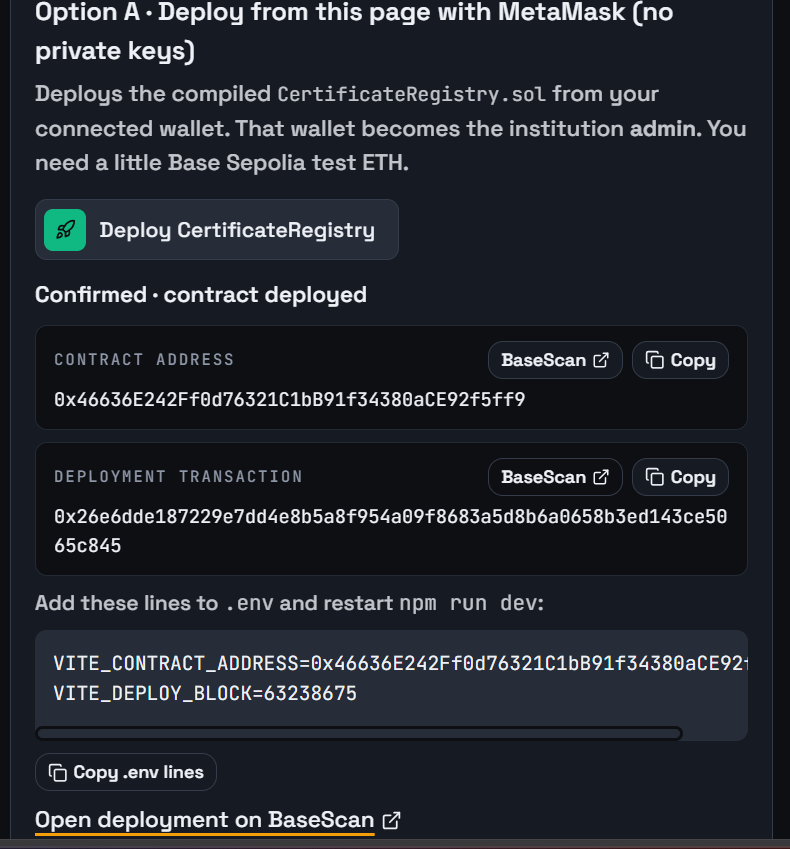 Option A · Deploy from this page with MetaMask (no
private keys)
Deploys the compiled CertificateRegistry.sol from your
connected wallet. That wallet becomes the institution admin. You
need a little Base Sepolia test ETH.
Deploy CertificateRegistry
Confirmed · contract deployed
CONTRACT ADDRESS
BaseScan
Copy
0x46636E242Ff0d76321C1bB91f34380aCE92f5ff9
DEPLOYMENT TRANSACTION
BaseScan
Copy
0x26e6dde187229e7dd4e8b5a8f954a09f8683a5d8b6a0658b3ed143ce50
65c845
Add these lines to .env and restart npm run dev:
VITE_CONTRACT_ADDRESS=0x46636E242Ff0d76321C1bB91f34380aCE92f
VITE_DEPLOY_BLOCK=63238675
Copy .env lines
Open deployment on BaseScan